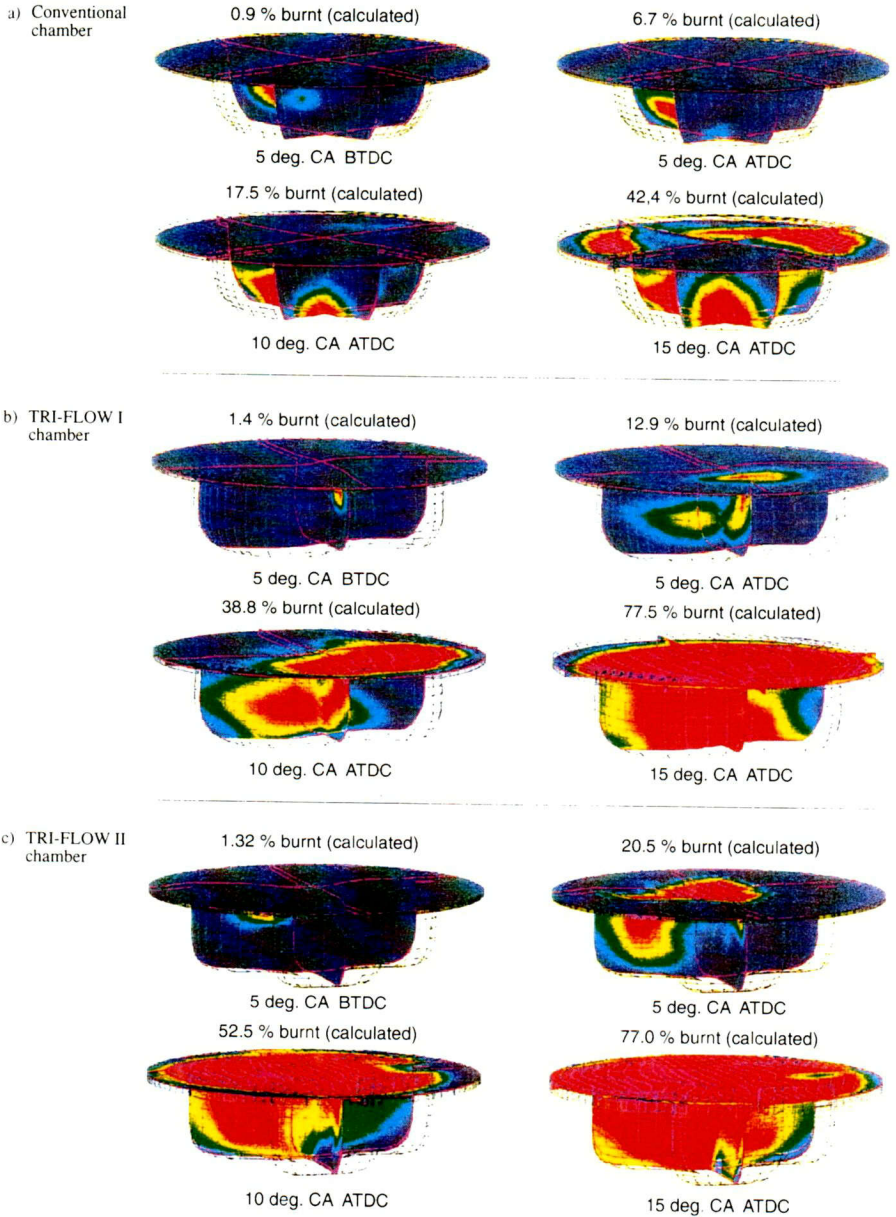 a) Conventional
chamber
0.9 % burnt (calculated)
6.7 % burnt (calculated)
5 deg. CA BTDC
5 deg. CA ATDC
17.5 % burnt (calculated)
42,4 % burnt (calculated)
10 deg. CA ATDC
15 deg. CA ATDC
b) TRI-FLOW I
chamber
1.4 % burnt (calculated)
12.9 % burnt (calculated)
5 deg. CA BTDC
5 deg. CA ATDC
38.8 % burnt (calculated)
77.5 % burnt (calculated)
10 deg. CA ATDC
15 deg. CA ATDC
c) TRI-FLOW II
chamber
1.32 % burnt (calculated)
20.5 % burnt (calculated)
5 deg. CA BTDC
5 deg. CA ATDC
52.5 % burnt (calculated)
77.0 % burnt (calculated)
10 deg. CA ATDC
15 deg. CA ATDC